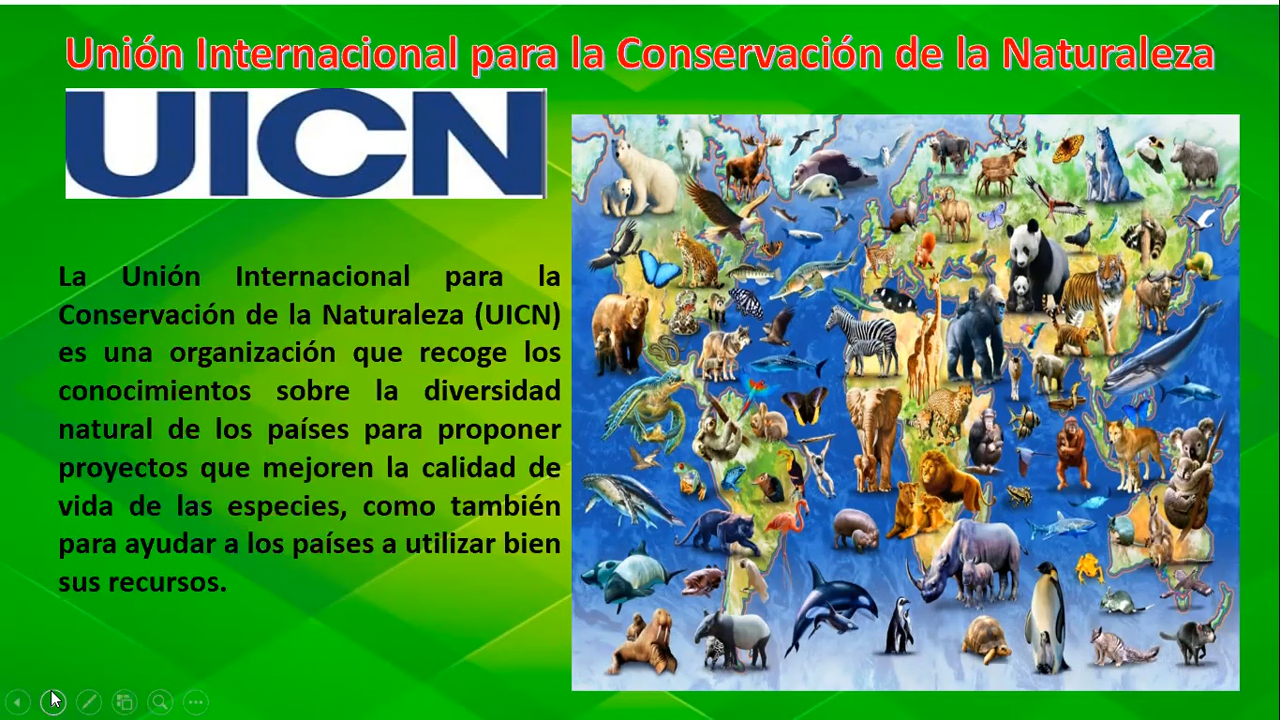 Unión Internacional para la Conservación de la Naturaleza
UICN
La Unión Internacional para la
Conservación de la Naturaleza (UICN)
es una organización que recoge los
conocimientos sobre la diversidad
natural de los países para proponer
proyectos que mejoren la calidad de
vida de las especies, como también
para ayudar a los países a utilizar bien
sus recursos.